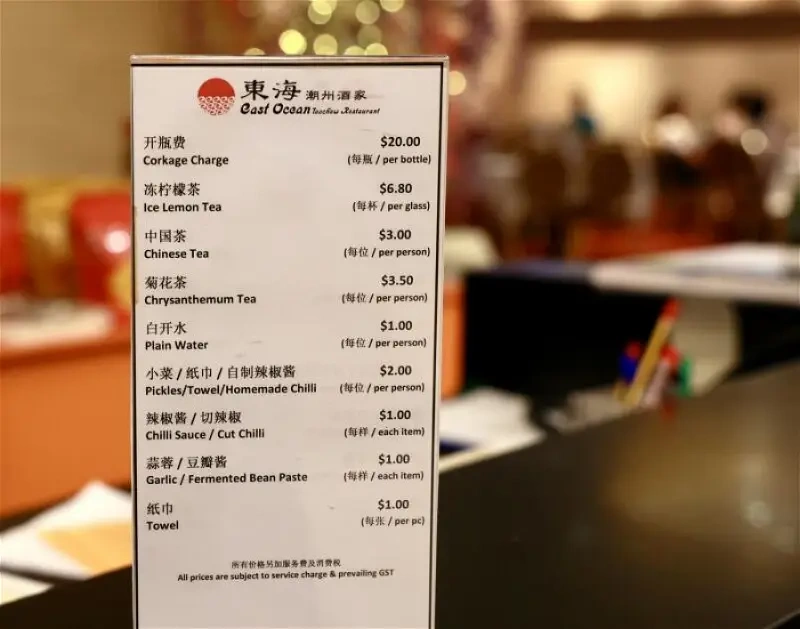 東海 潮州酒家
East Ocean Teochew Restaurant
开瓶费 $20.00
Corkage Charge (每瓶 / per bottle)
冻柠檬茶 $6.80
Ice Lemon Tea (每杯 / per glass)
中国茶 $3.00
Chinese Tea (每位 / per person)
菊花茶 $3.50
Chrysanthemum Tea (每位 / per person)
白开水 $1.00
Plain Water (每位 / per person)
小菜 / 纸巾 / 自制辣椒酱 $2.00
Pickles/Towel/Homemade Chilli (每位 / per person)
辣椒酱 / 切辣椒 $1.00
Chilli Sauce / Cut Chilli (每样 / each item)
蒜蓉 / 豆瓣酱 $1.00
Garlic / Fermented Bean Paste (每样 / each item)
纸巾 $1.00
Towel (每张 / per pc)
所有价格另加服务费及消费税
All prices are subject to service charge & prevailing GST